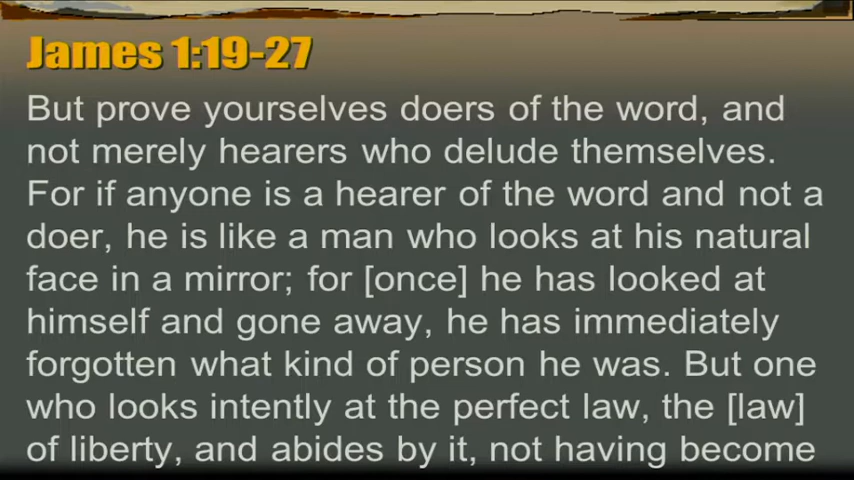 James 1:19-27
But prove yourselves doers of the word, and
not merely hearers who delude themselves.
For if anyone is a hearer of the word and not a
doer, he is like a man who looks at his natural
face in a mirror; for [once] he has looked at
himself and gone away, he has immediately
forgotten what kind of person he was. But one
who looks intently at the perfect law, the [law]
of liberty, and abides by it, not having become